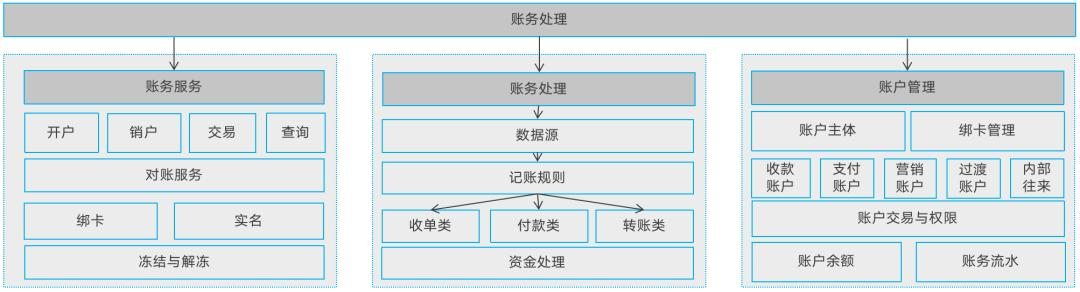 账务处理
账务服务
开户
销户
交易
查询
对账服务
绑卡
实名
冻结与解冻
账务处理
数据源
记账规则
收单类
付款类
转账类
资金处理
账户管理
账户主体
绑卡管理
收款
账户
支付
账户
营销
账户
过渡
账户
内部
往来
账户交易与权限
账户余额
账务流水